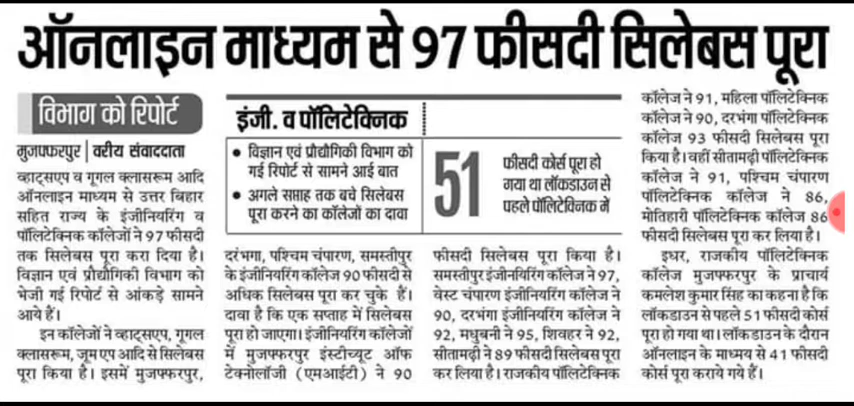 ऑनलाइन माध्यम से 97 फीसदी सिलेबस पूरा
विभाग को रिपोर्ट
मुजफ्फरपुर | वरीय संवाददाता
व्हाट्सएप व गूगल क्लासरूम आदि
ऑनलाइन माध्यम से उत्तर बिहार
सहित राज्य के इंजीनियरिंग व
पॉलिटेक्निक कॉलेजों ने 97 फीसदी
तक सिलेबस पूरा करा दिया है।
विज्ञान एवं प्रौद्यौगिकी विभाग को
भेजी गई रिपोर्ट से आंकड़े सामने
आये हैं।
इन कॉलेजों ने व्हाट्सएप, गूगल
क्लासरूम, जूम एप आदि से सिलेबस
पूरा किया है। इसमें मुजफ्फरपुर,
इंजी. व पॉलिटेक्निक
• विज्ञान एवं प्रौद्यौगिकी विभाग को
गई रिपोर्ट से सामने आई बात
• अगले सप्ताह तक बचे सिलेबस
पूरा करने का कॉलेजों का दावा
51
फीसदी कोर्स पूरा हो
गया था लॉकडाउन से
पहले पॉलिटेक्निक में
दरभंगा, पश्चिम चंपारण, समस्तीपुर
के इंजीनियरिंग कॉलेज 90 फीसदी से
अधिक सिलेबस पूरा कर चुके हैं।
दावा है कि एक सप्ताह में सिलेबस
पूरा हो जाएगा। इंजीनियरिंग कॉलेजों
में मुजफ्फरपुर इंस्टीच्यूट ऑफ
टेक्नोलॉजी (एमआईटी) ने 90
फीसदी सिलेबस पूरा किया है।
समस्तीपुर इंजीनियरिंग कॉलेज ने 97,
वेस्ट चंपारण इंजीनियरिंग कॉलेज ने
90, दरभंगा इंजीनियरिंग कॉलेज ने
92, मधुबनी ने 95, शिवहर ने 92,
सीतामढ़ी ने 89 फीसदी सिलेबस पूरा
कर लिया है। राजकीय पॉलिटेक्निक
कॉलेज ने 91, महिला पॉलिटेक्निक
कॉलेज ने 90, दरभंगा पॉलिटेक्निक
कॉलेज 93 फीसदी सिलेबस पूरा
किया है। वहीं सीतामढ़ी पॉलिटेक्निक
कॉलेज ने 91, पश्चिम चंपारण
पॉलिटेक्निक कॉलेज ने 86,
मोतिहारी पॉलिटेक्निक कॉलेज 86
फीसदी सिलेबस पूरा कर लिया है।
इधर, राजकीय पॉलिटेक्निक
कॉलेज मुजफ्फरपुर के प्राचार्य
कमलेश कुमार सिंह का कहना है कि
लॉकडाउन से पहले 51 फीसदी कोर्स
पूरा हो गया था। लॉकडाउन के दौरान
ऑनलाइन के माध्यम से 41 फीसदी
कोर्स पूरा कराये गये हैं।